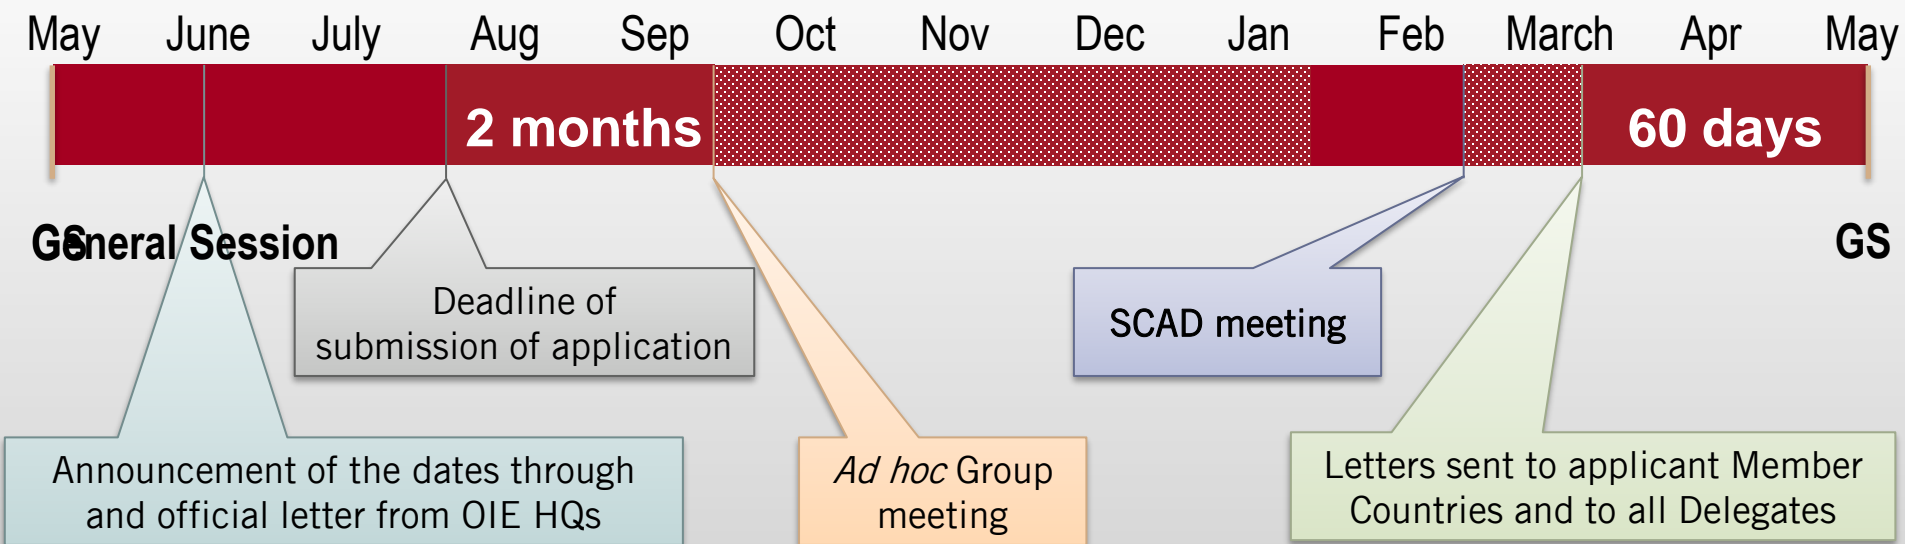 May June July Aug Sep Oct Nov Dec Jan Feb March Apr May
2 months 60 days
GS
General Session
GS
Deadline of
submission of application
SCAD meeting
Announcement of the dates through
and official letter from OIE HQs
Ad hoc Group
meeting
Letters sent to applicant Member
Countries and to all Delegates